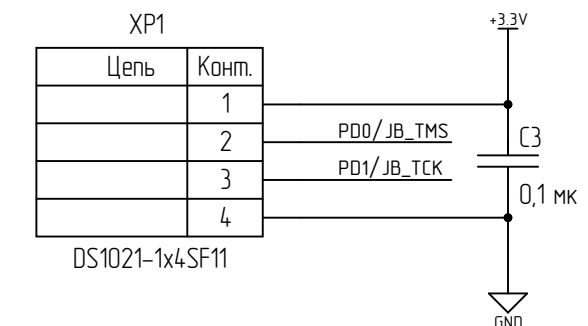 XP1
+3.3V
Цепь Конт.
1
2 PD0/JB_TMS
3 PD1/JB_TCK
4
C3
0,1 мк
DS1021-1x4SF11
GND